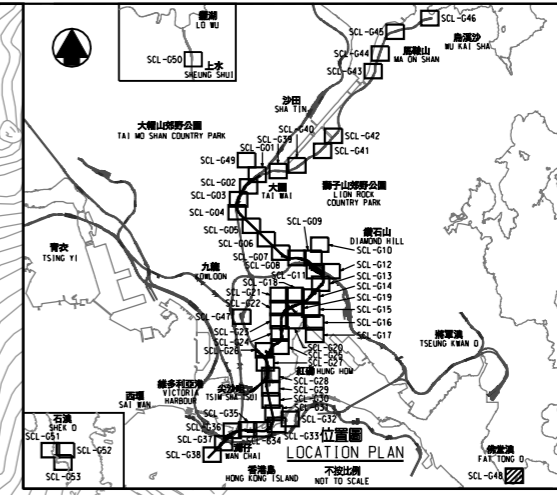 羅湖
LO WU
SCL-G50
上水
SHEUNG SHUI
SCL-G46
SCL-G45
烏溪沙
WU KAI SHA
SCL-G44
馬鞍山
MA ON SHAN
SCL-G43
沙田
SHA TIN
大帽山郊野公園
TAI MO SHAN COUNTRY PARK
SCL-G40
SCL-G39
SCL-G42
SCL-G01
SCL-G41
SCL-G49
SCL-G02
大圍
TAI WAI
獅子山郊野公園
LION ROCK
COUNTRY PARK
SCL-G03
SCL-G04
SCL-G09
SCL-G05
鑽石山
DIAMOND HILL
SCL-G06
SCL-G10
青衣
TSING YI
SCL-G07
SCL-G08
SCL-G12
九龍
KOWLOON
SCL-G11
SCL-G13
SCL-G18
SCL-G14
SCL-G21
SCL-G19
SCL-G22
SCL-G15
SCL-G47
SCL-G16
SCL-G23
SCL-G17
將軍澳
TSEUNG KWAN O
SCL-G24
SCL-G20
SCL-G26
SCL-G27
紅磡
HUNG HOM
維多利亞港
VICTORIA
HARBOUR
尖沙咀
TSIM SHA TSUI
SCL-G28
西環
SAI WAN
SCL-G29
SCL-G30
SCL-G31
SCL-G35
SCL-G32
石澳
SHEK O
SCL-G36
SCL-G34
SCL-G33
SCL-G51
SCL-G52
SCL-G37
灣仔
WAN CHAI
位置圖
LOCATION PLAN
SCL-G38
SCL-G53
香港島
HONG KONG ISLAND
不按比例
NOT TO SCALE
佛堂澳
FAT TONG O
SCL-G48